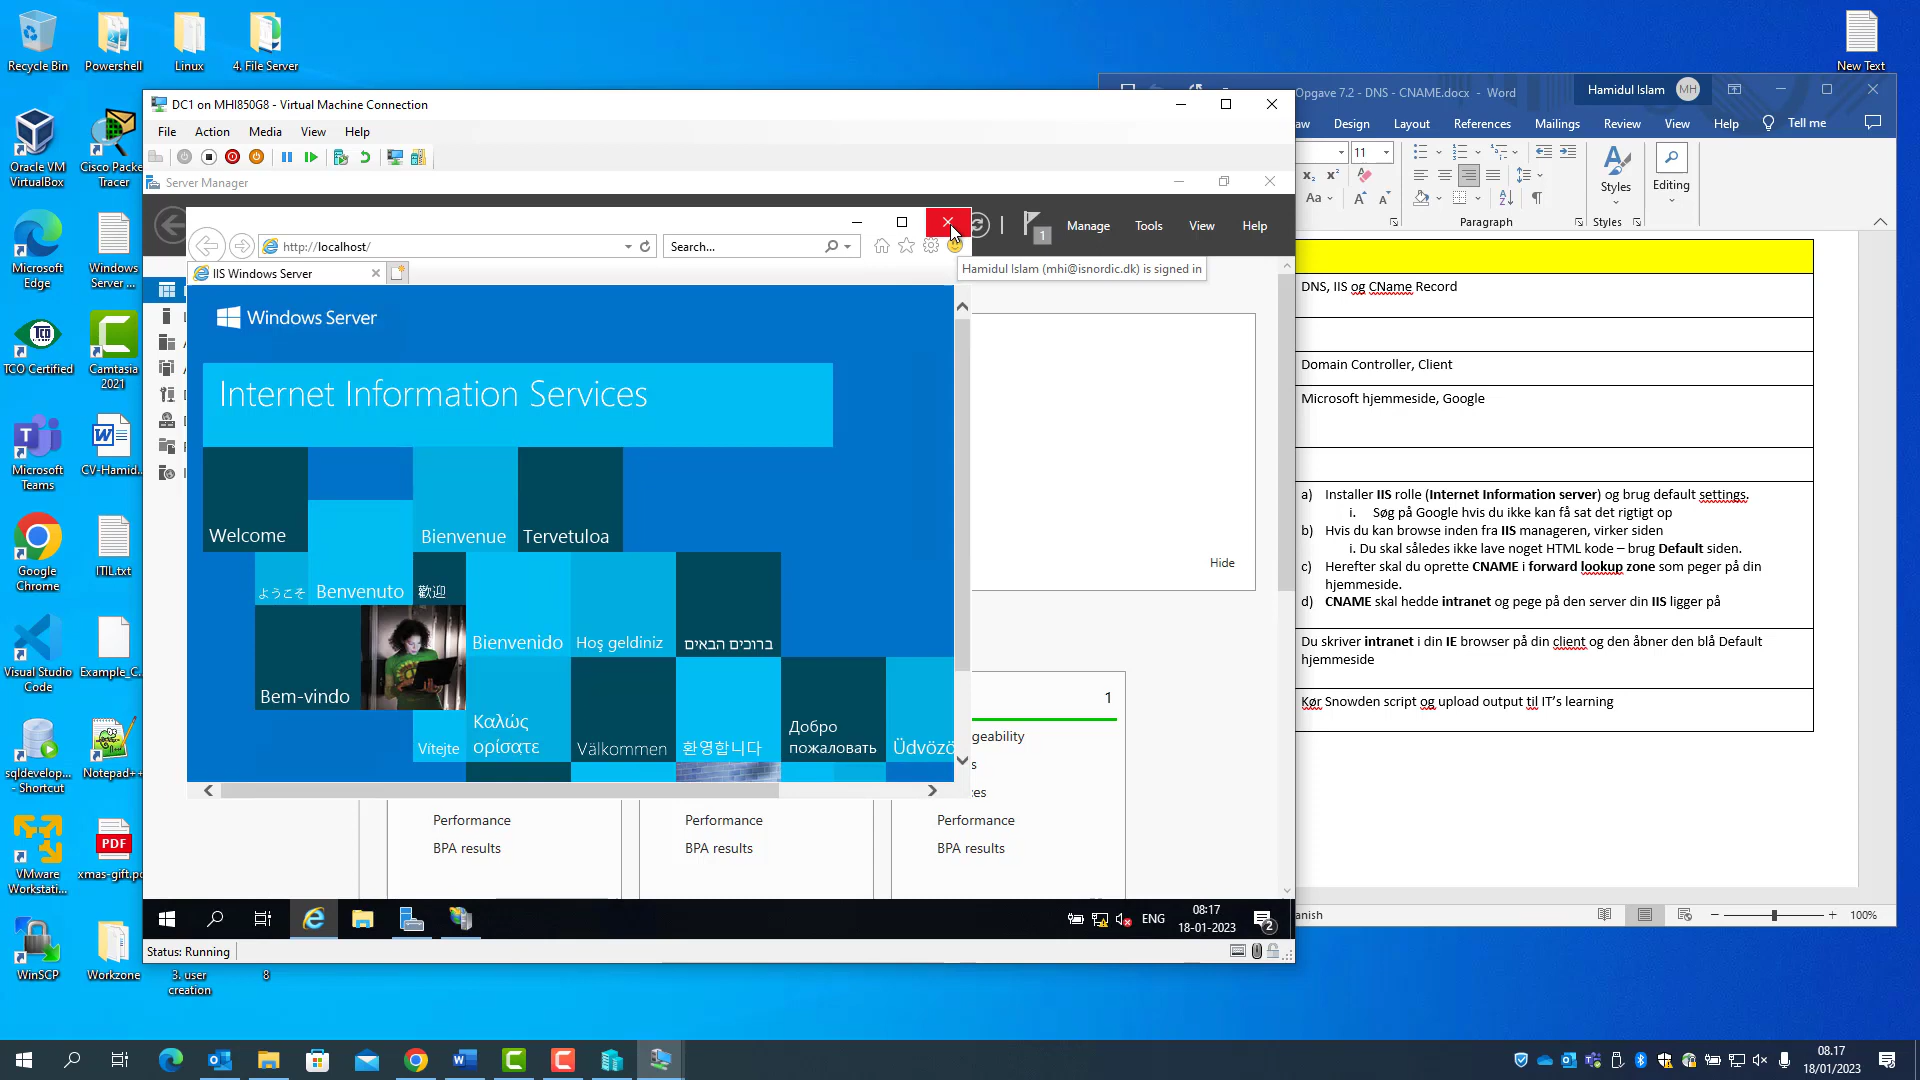 Recycle Bin
Powershell
Linux
4. File Server
New Text
Oracle VM
VirtualBox
Cisco Packet
Tracer
Microsoft
Edge
Windows
Server ...
TCO Certified
Camtasia
2021
Microsoft
Teams
CV-Hamid...
Google
Chrome
ITIL.txt
Visual Studio
Code
Example_C...
sqldevelop...
- Shortcut
Notepad++
VMware
Workstati...
PDF
WinSCP
Workzone
3. user
creation
8
DC1 on MHI850G8 - Virtual Machine Connection
File Action Media View Help
Server Manager
Manage Tools View Help
1
http://localhost/
Search...
IIS Windows Server
Hamidul Islam (mhi@isnordic.dk) is signed in
Windows Server
Internet Information Services
Welcome
Bienvenue
Tervetuloa
ようこそ
Benvenuto
歡迎
Bienvenido
Hoş geldiniz
ברוכים הבאים
Bem-vindo
Vítejte
Καλώς
ορίσατε
Välkommen
환영합니다
Добро
пожаловать
Üdvözö
Hide
1
geability
s
ces
Performance
BPA results
Performance
BPA results
Performance
BPA results
ENG
08:17
18-01-2023
2
Status: Running
Opgave 7.2 - DNS - CNAME.docx - Word
Hamidul Islam
MH
aw Design Layout References Mailings Review View Help Tell me
11
Aa
Styles
Editing
Paragraph
Styles
DNS, IIS og CName Record
Domain Controller, Client
Microsoft hjemmeside, Google
a) Installer IIS rolle (Internet Information server) og brug default settings.
i. Søg på Google hvis du ikke kan få sat det rigtigt op
b) Hvis du kan browse inden fra IIS manageren, virker siden
i. Du skal således ikke lave noget HTML kode – brug Default siden.
c) Herefter skal du oprette CNAME i forward lookup zone som peger på din
hjemmeside.
d) CNAME skal hedde intranet og pege på den server din IIS ligger på
Du skriver intranet i din IE browser på din client og den åbner den blå Default
hjemmeside
Kør Snowden script og upload output til IT’s learning
anish
100%
08.17
18/01/2023